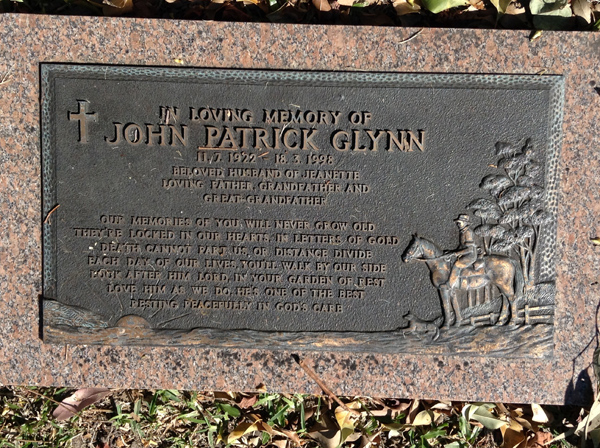 IN LOVING MEMORY OF
JOHN PATRICK GLYNN
11.7.1922 - 18.3.1998
BELOVED HUSBAND OF JEANETTE
LOVING FATHER, GRANDFATHER AND
GREAT-GRANDFATHER
OUR MEMORIES OF YOU, WILL NEVER GROW OLD
THEY'RE LOCKED IN OUR HEARTS, IN LETTERS OF GOLD
DEATH CANNOT PART US, OR DISTANCE DIVIDE
EACH DAY OF OUR LIVES, YOU'LL WALK BY OUR SIDE
LOOK AFTER HIM LORD, IN YOUR GARDEN OF REST
LOVE HIM AS WE DO, HE'S ONE OF THE BEST
RESTING PEACEFULLY IN GOD'S CARE